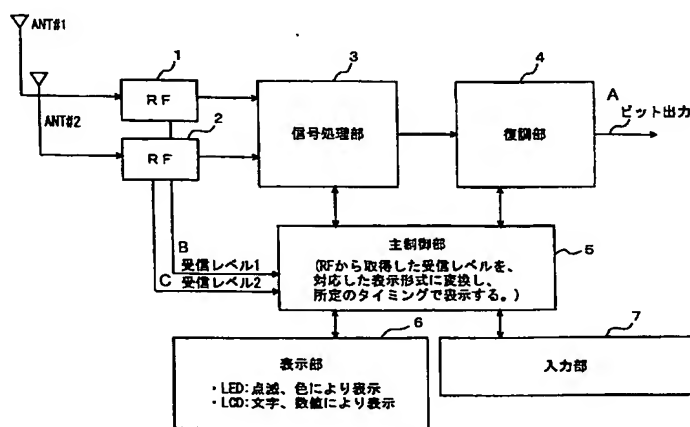 ANT#1
ANT#2
1
RF
2
RF
3
信号処理部
4
復調部
A
ビット出力
B
受信レベル1
C
受信レベル2
主制御部
(RFから取得した受信レベルを、
対応した表示形式に変換し、
所定のタイミングで表示する。)
5
6
表示部
・LED:点滅、色により表示
・LCD:文字、数値により表示
7
入力部